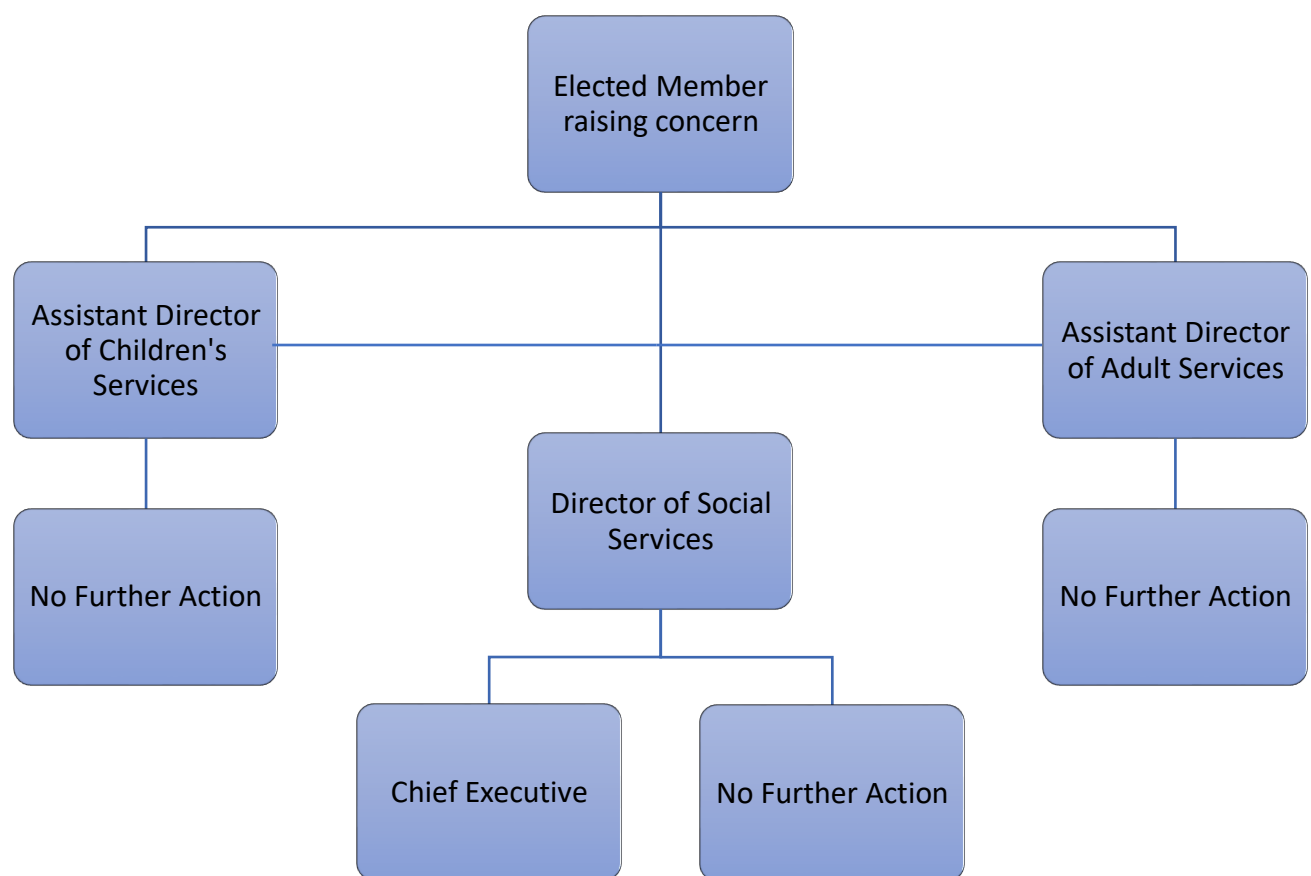 Elected Member
raising concern
Assistant Director
of Children's
Services
Assistant Director
of Adult Services
Director of Social
Services
No Further Action
No Further Action
Chief Executive
No Further Action